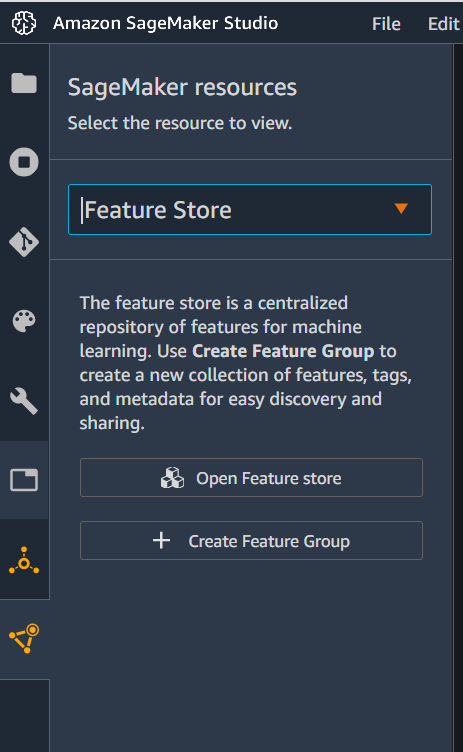 Amazon SageMaker Studio File Edit
SageMaker resources
Select the resource to view.
Feature Store
The feature store is a centralized
repository of features for machine
learning. Use Create Feature Group to
create a new collection of features, tags,
and metadata for easy discovery and
sharing.
Open Feature store
Create Feature Group